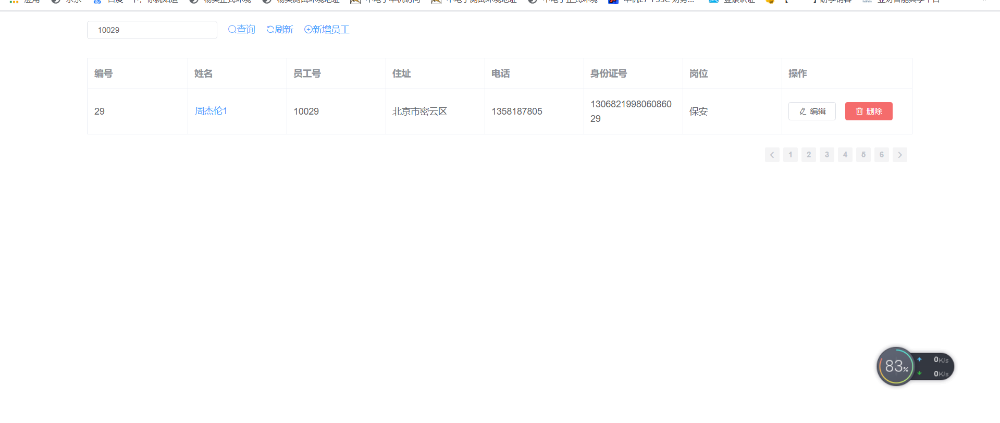 10029 查询 刷新 新增员工
编号 姓名 员工号 住址 电话 身份证号 岗位 操作
29 周杰伦1 10029 北京市密云区 1358187805 1306821998060860 保安 编辑 删除
29
1 2 3 4 5 6
83% 0K/s
0K/s